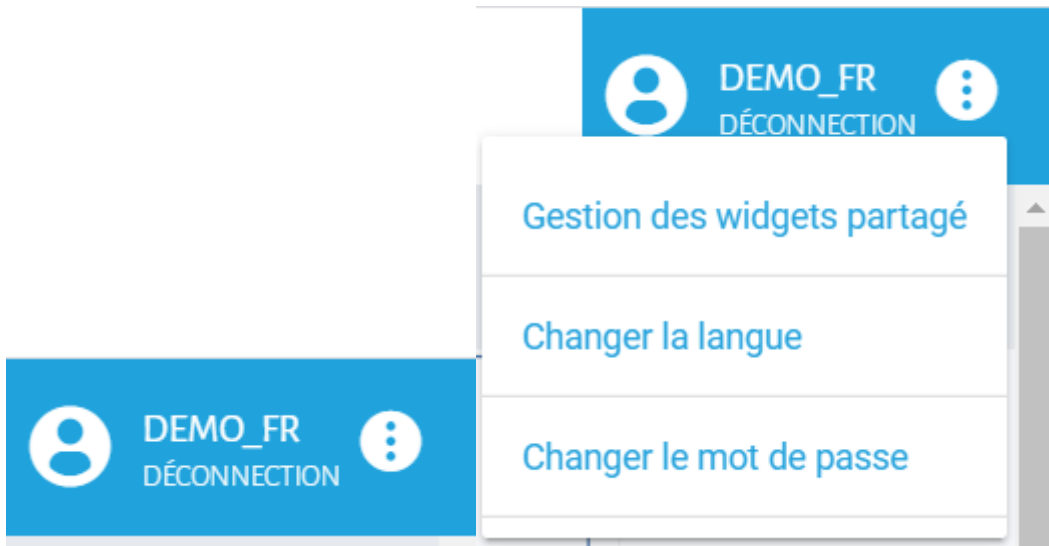 DEMO_FR
DÉCONNECTION
Gestion des widgets partagé
Changer la langue
Changer le mot de passe
DEMO_FR
DÉCONNECTION